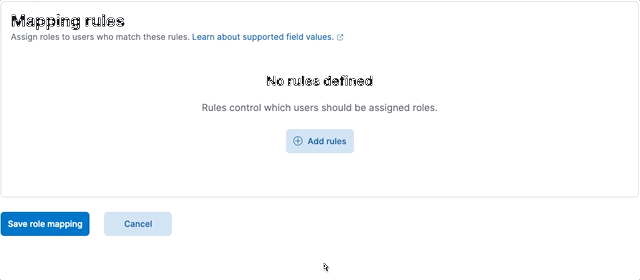 Mapping rules
Assign roles to users who match these rules. Learn about supported field values.
No rules defined
Rules control which users should be assigned roles.
Add rules
Save role mapping
Cancel